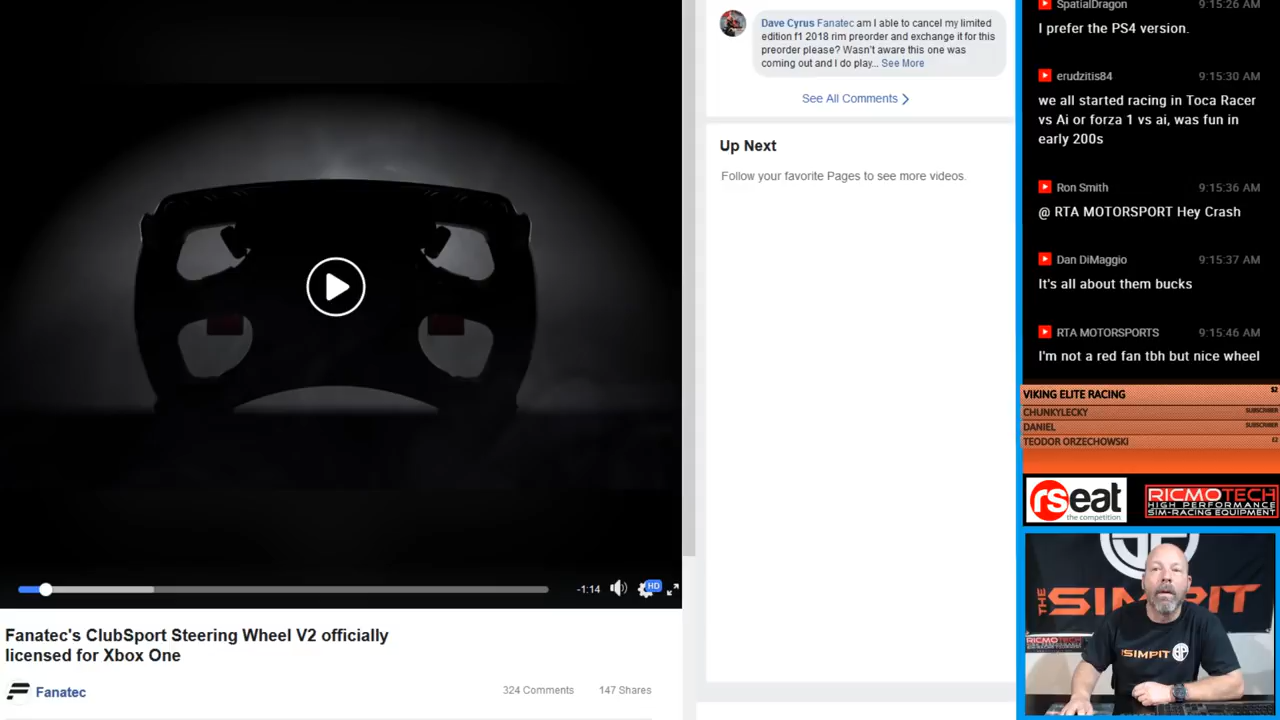 Dave Cyrus Fanatec am I able to cancel my limited
edition f1 2018 rim preorder and exchange it for this
preorder please? Wasn't aware this one was
coming out and I do play... See More
See All Comments
Up Next
Follow your favorite Pages to see more videos.
-1:14
HD
Fanatec's ClubSport Steering Wheel V2 officially
licensed for Xbox One
Fanatec
324 Comments
147 Shares
SpatialDragon 9:15:26 AM
I prefer the PS4 version.
erudzitis84 9:15:30 AM
we all started racing in Toca Racer
vs Ai or forza 1 vs ai, was fun in
early 200s
Ron Smith 9:15:36 AM
@ RTA MOTORSPORT Hey Crash
Dan DiMaggio 9:15:37 AM
It's all about them bucks
RTA MOTORSPORTS 9:15:46 AM
I'm not a red fan tbh but nice wheel
VIKING ELITE RACING $2
CHUNKYLECKY SUBSCRIBER
DANIEL SUBSCRIBER
TEODOR ORZECHOWSKI £2
rseat
the competition.
RICMOTECH
HIGH PERFORMANCE
SIM-RACING EQUIPMENT
THE SIMPIT
RICMOTECH
THE SIMPIT